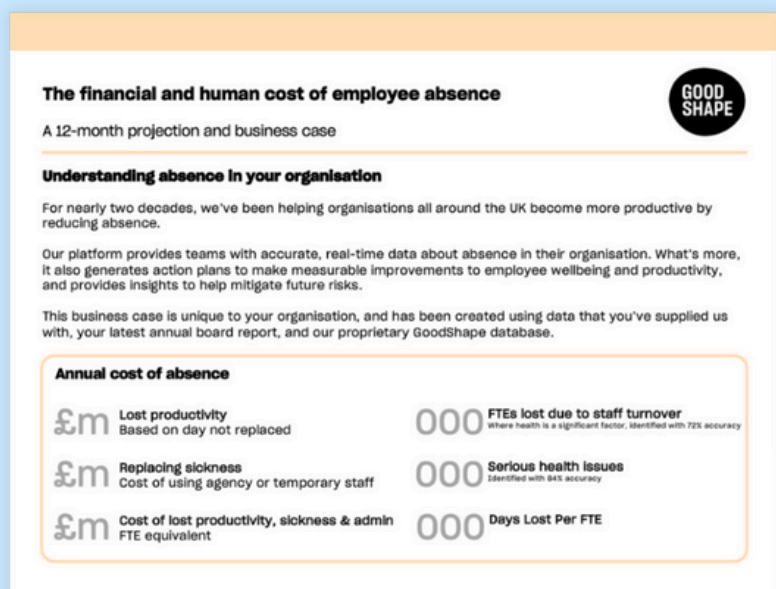 The financial and human cost of employee absence
GOOD
SHAPE
A 12-month projection and business case
Understanding absence in your organisation
For nearly two decades, we've been helping organisations all around the UK become more productive by
reducing absence.
Our platform provides teams with accurate, real-time data about absence in their organisation. What's more,
it also generates action plans to make measurable improvements to employee wellbeing and productivity,
and provides insights to help mitigate future risks.
This business case is unique to your organisation, and has been created using data that you've supplied us
with, your latest annual board report, and our proprietary GoodShape database.
Annual cost of absence
£m
Lost productivity
Based on day not replaced
£m
Replacing sickness
Cost of using agency or temporary staff
£m
Cost of lost productivity, sickness & admin
FTE equivalent
000
FTEs lost due to staff turnover
Where health is a significant factor, identified with 72% accuracy
000
Serious health issues
Identified with 84% accuracy
000
Days Lost Per FTE